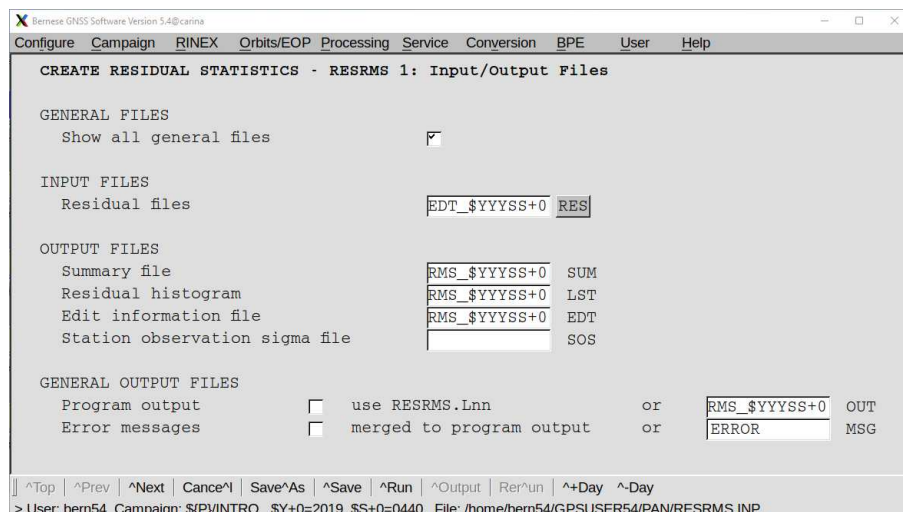 Bernese GNSS Software Version 5.4@carina
Configure Campaign RINEX Orbits/EOP Processing Service Conversion BPE User Help
CREATE RESIDUAL STATISTICS - RESRMS 1: Input/Output Files
GENERAL FILES
Show all general files
INPUT FILES
Residual files EDT_$YYYSS+0 RES
OUTPUT FILES
Summary file RMS_$YYYSS+0 SUM
Residual histogram RMS_$YYYSS+0 LST
Edit information file RMS_$YYYSS+0 EDT
Station observation sigma file SOS
GENERAL OUTPUT FILES
Program output use RESRMS.Lnn or RMS_$YYYSS+0 OUT
Error messages merged to program output or ERROR MSG
^Top | ^Prev | ^Next | Cance^l | Save^As | ^Save | ^Run | ^Output | Rer^un | ^+Day ^-Day
> User: bern54 Campaign: ${P}/INTRO $Y+0=2019 $S+0=0440 File: /home/bern54/GPSUSER54/PAN/RESRMS.INP